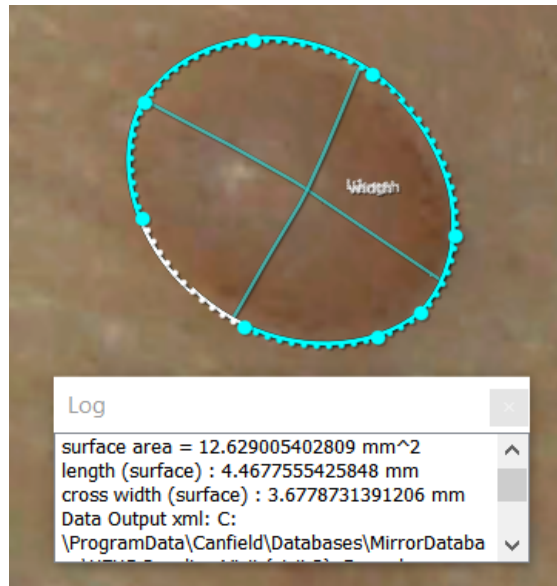 width
Log
surface area = 12.629005402809 mm^2
length (surface) : 4.4677555425848 mm
cross width (surface) : 3.6778731391206 mm
Data Output xml: C:
\ProgramData\Canfield\Databases\MirrorDataba